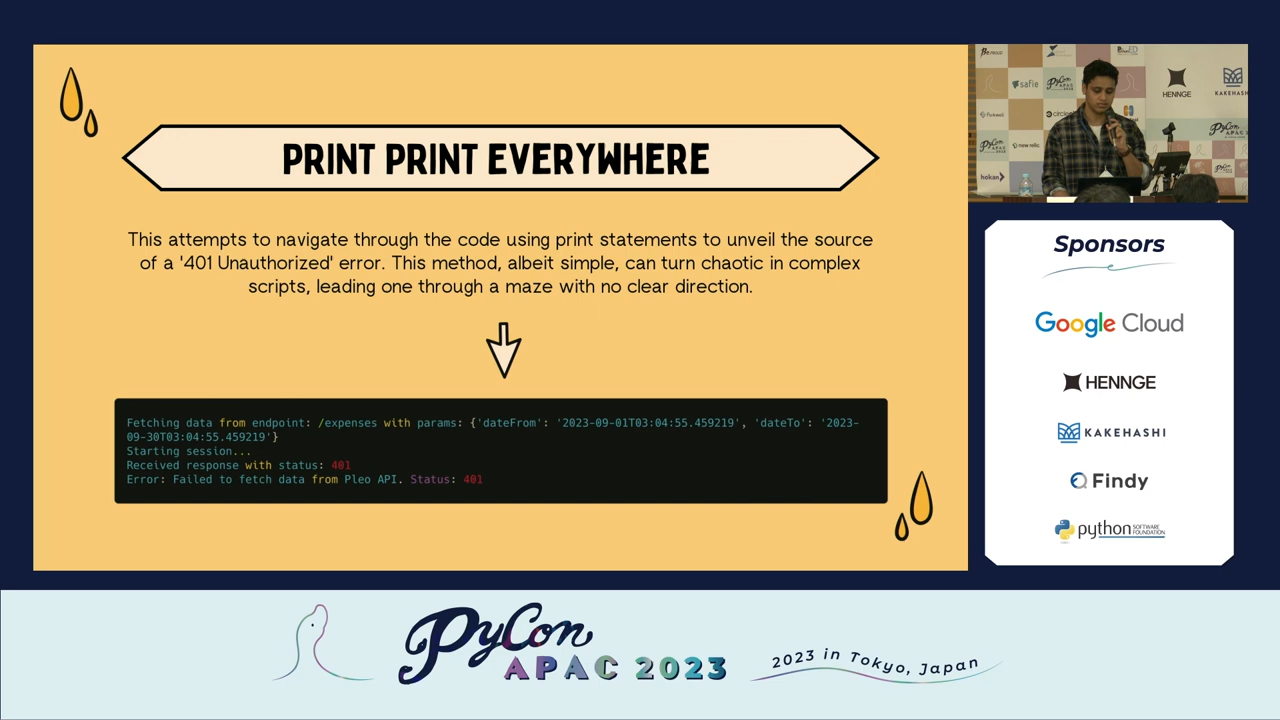 PRINT PRINT EVERYWHERE
This attempts to navigate through the code using print statements to unveil the source
of a '401 Unauthorized' error. This method, albeit simple, can turn chaotic in complex
scripts, leading one through a maze with no clear direction.
Fetching data from endpoint: /expenses with params: {'dateFrom': '2023-09-01T03:04:55.459219', 'dateTo': '2023-
09-30T03:04:55.459219'}
Starting session...
Received response with status: 401
Error: Failed to fetch data from Pleo API. Status: 401
safie
HENNGE
KAKEHASHI
new relic
hokan
Sponsors
Google Cloud
HENNGE
KAKEHASHI
Findy
python SOFTWARE
FOUNDATION
PyCon
APAC 2023
2023 in Tokyo, Japan